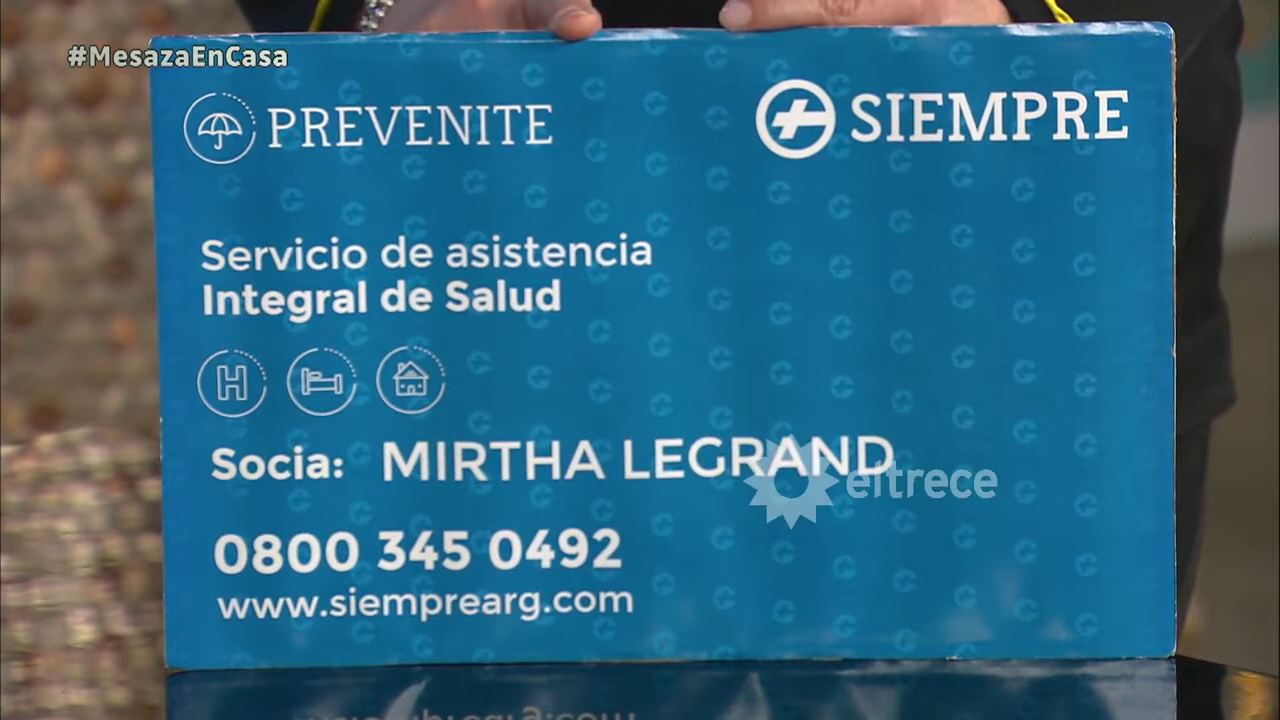 #MesazaEnCasa
PREVENITE
SIEMPRE
Servicio de asistencia
Integral de Salud
H
Socia: MIRTHA LEGRAND
eltrece
0800 345 0492
www.siemprearg.com